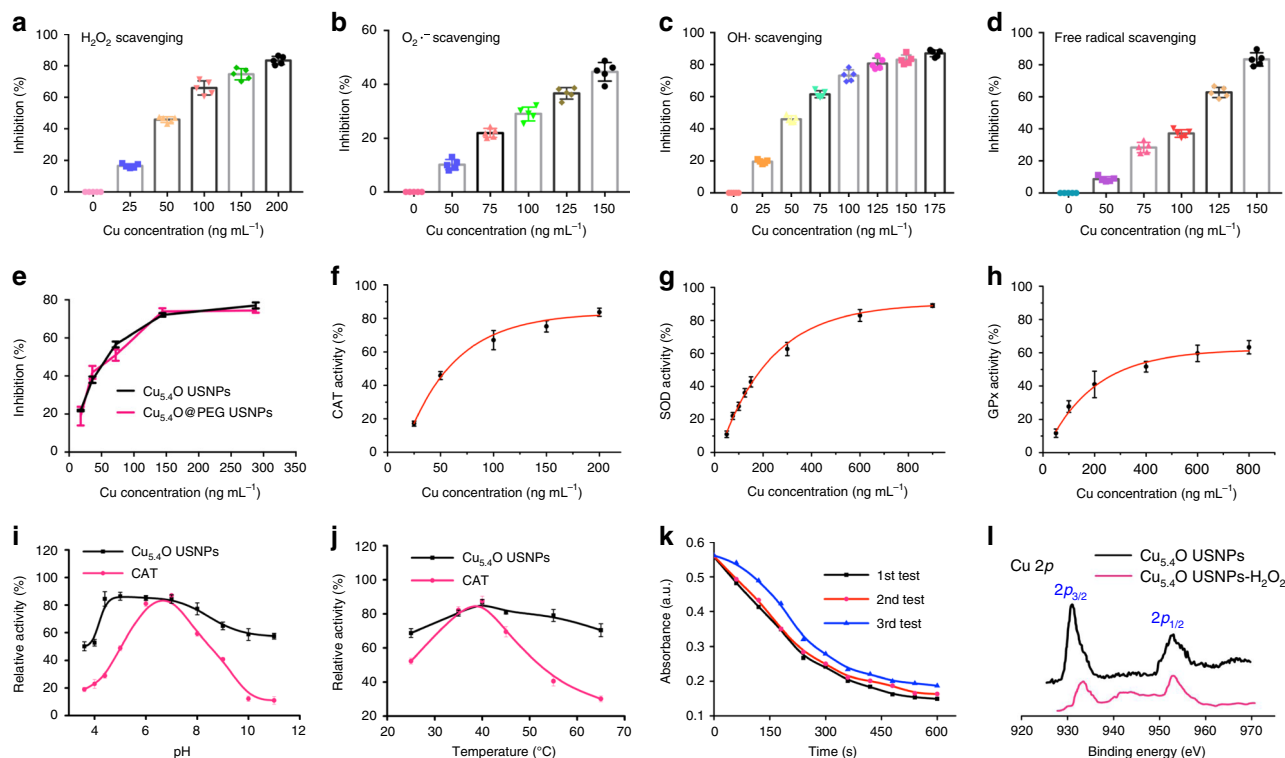 a
H₂O₂ scavenging
Inhibition (%)
100
80
60
40
20
0
0 25 50 100 150 200
Cu concentration (ng mL⁻¹)
b
O₂·⁻ scavenging
Inhibition (%)
60
40
20
0
0 50 75 100 125 150
Cu concentration (ng mL⁻¹)
c
OH· scavenging
Inhibition (%)
100
80
60
40
20
0
0 25 50 75 100 125 150 175
Cu concentration (ng mL⁻¹)
d
Free radical scavenging
Inhibition (%)
100
80
60
40
20
0
0 50 75 100 125 150
Cu concentration (ng mL⁻¹)
e
Inhibition (%)
80
60
40
20
0
Cu₅.₄O USNPs
Cu₅.₄O@PEG USNPs
0 50 100 150 200 250 300 350
Cu concentration (ng mL⁻¹)
f
CAT activity (%)
100
80
60
40
20
0
50 100 150 200
Cu concentration (ng mL⁻¹)
g
SOD activity (%)
100
80
60
40
20
0
0 200 400 600 800
Cu concentration (ng mL⁻¹)
h
GPx activity (%)
100
80
60
40
20
0
0 200 400 600 800
Cu concentration (ng mL⁻¹)
i
Relative activity (%)
120
100
80
60
40
20
0
Cu₅.₄O USNPs
CAT
4 6 8 10 12
pH
j
Relative activity (%)
120
100
80
60
40
20
Cu₅.₄O USNPs
CAT
20 30 40 50 60 70
Temperature (°C)
k
Absorbance (a.u.)
0.6
0.5
0.4
0.3
0.2
0.1
1st test
2nd test
3rd test
0 150 300 450 600
Time (s)
l
Cu 2p
Cu₅.₄O USNPs
Cu₅.₄O USNPs-H₂O₂
2p₃/₂
2p₁/₂
920 930 940 950 960 970
Binding energy (eV)